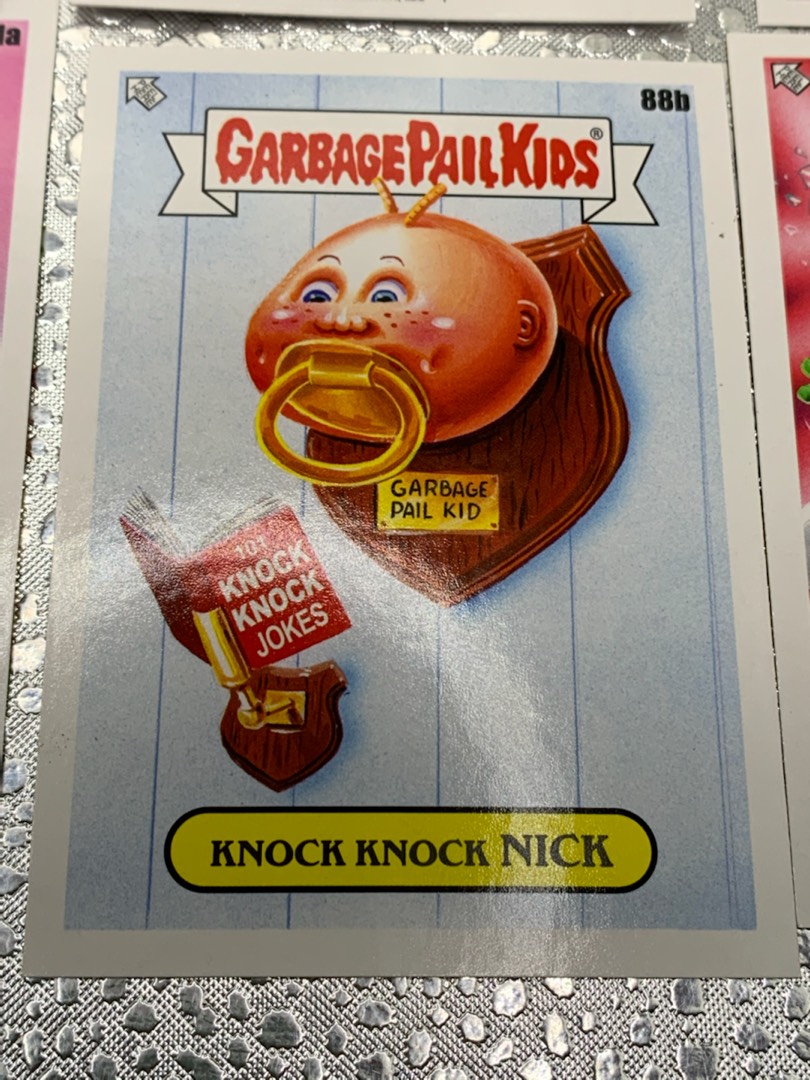 88b
GARBAGE PAIL KIDS®
GARBAGE
PAIL KID
101
KNOCK
KNOCK
JOKES
KNOCK KNOCK NICK